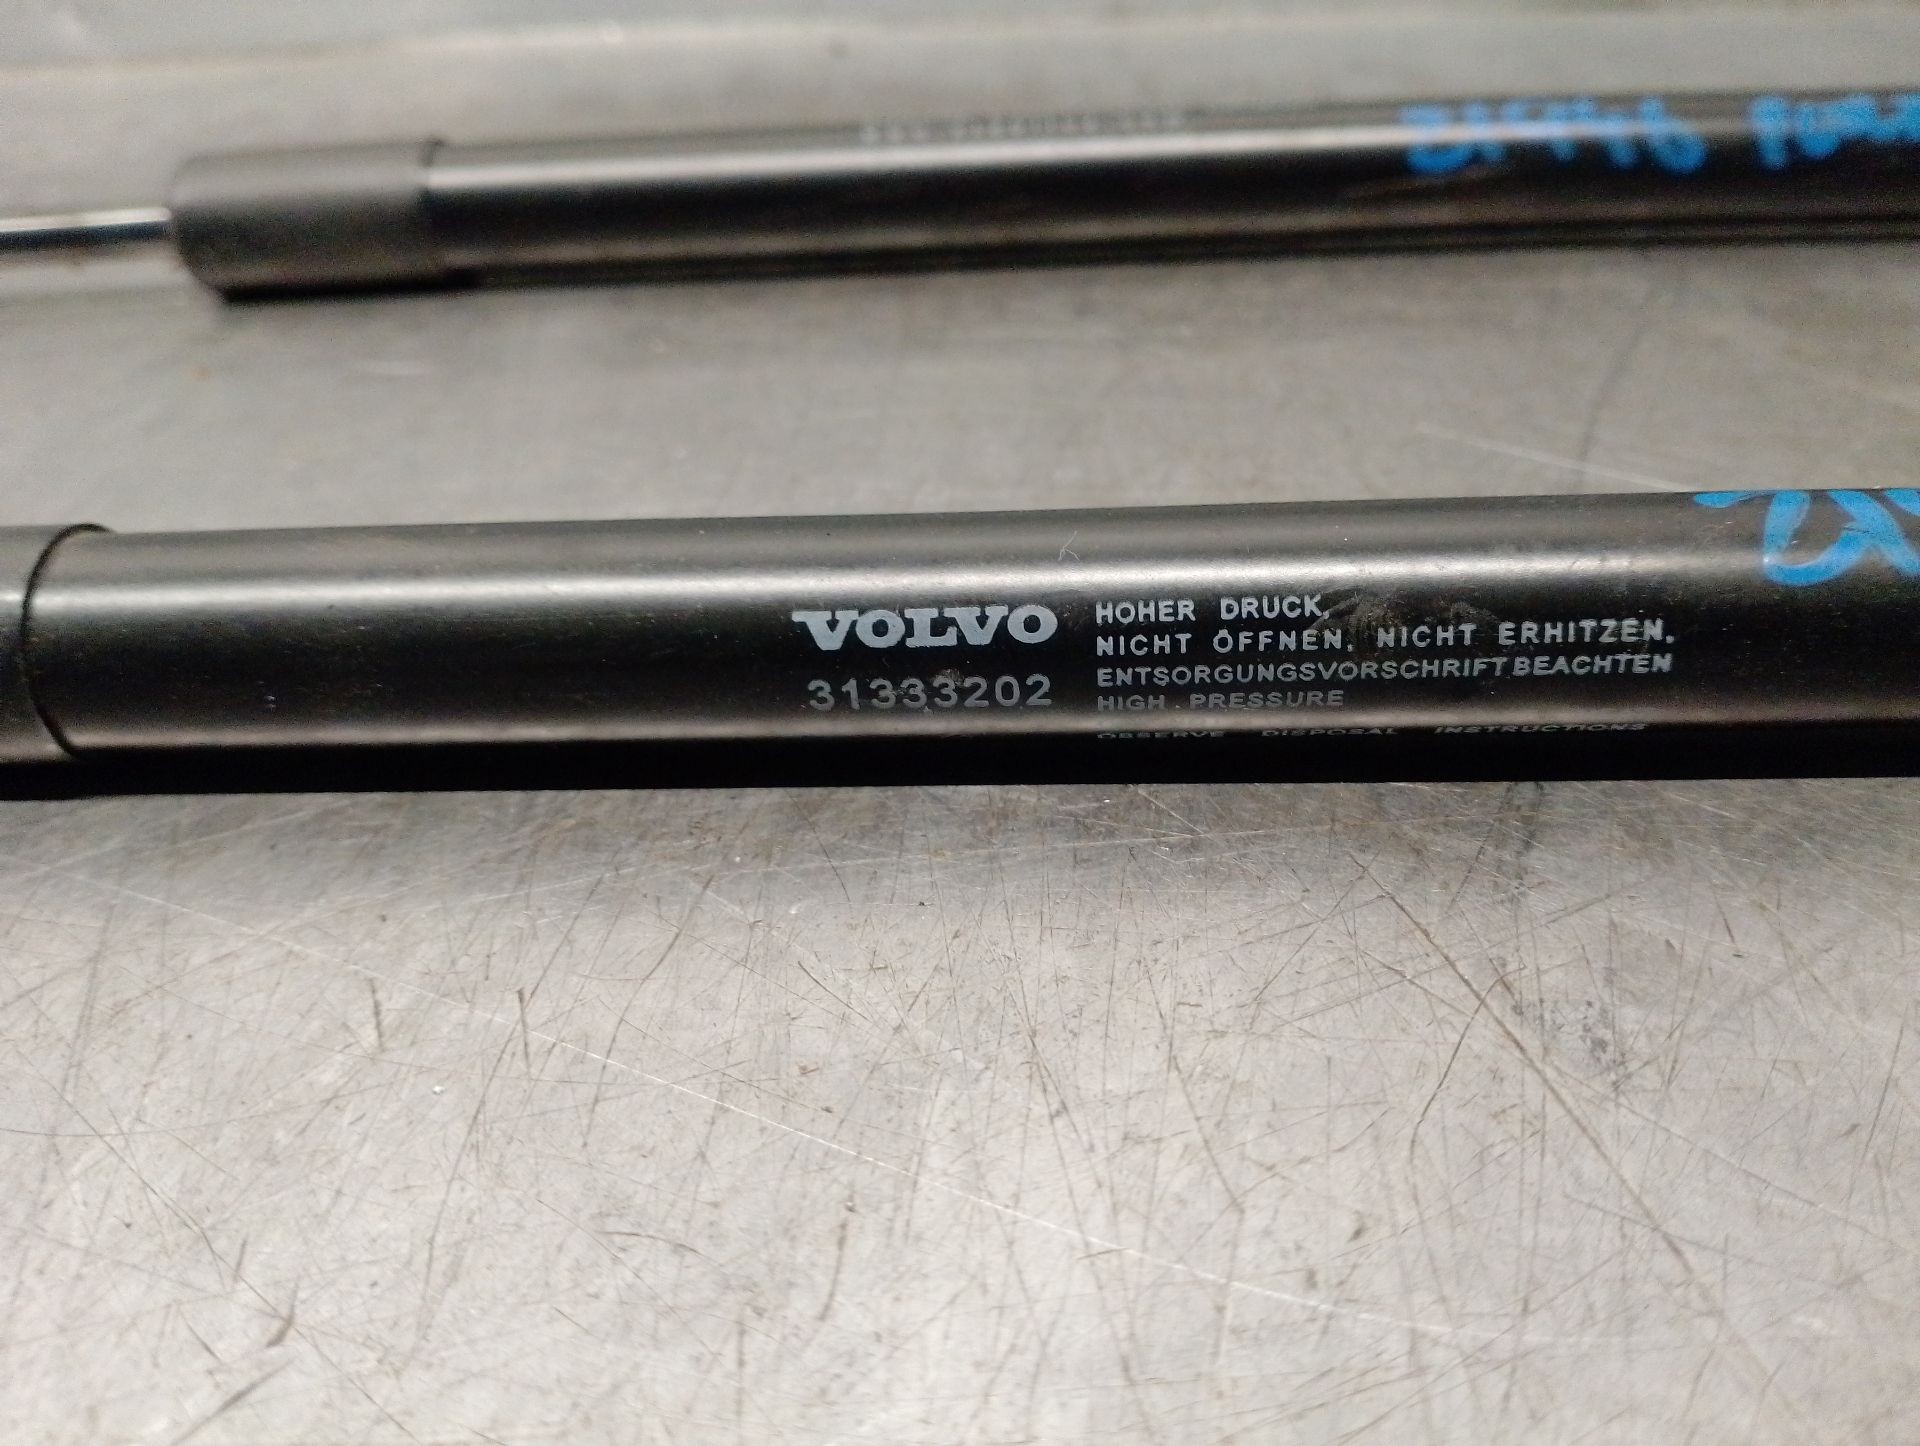 VOLVO
31333202
HOHER DRUCK,
NICHT ÖFFNEN, NICHT ERHITZEN.
ENTSORGUNGSVORSCHRIFT BEACHTEN
HIGH PRESSURE
OBSERVE DISPOSAL INSTRUCTIONS